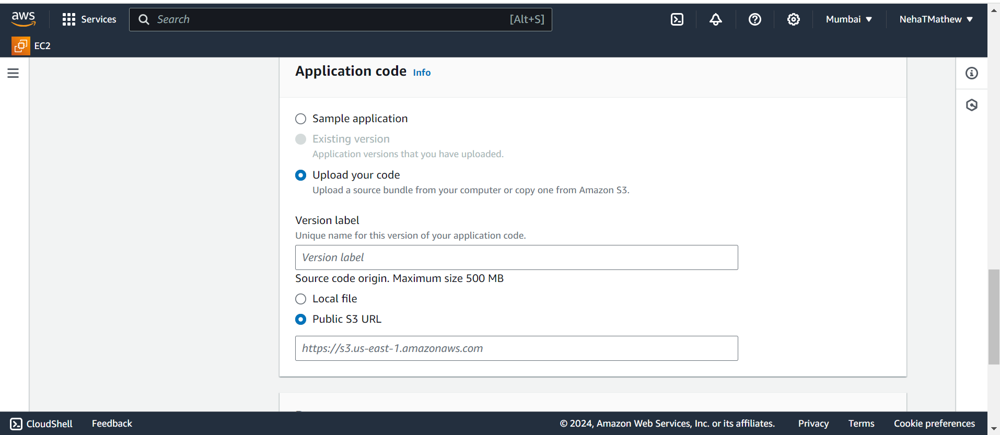 aws
Services
Search [Alt+S]
Mumbai
NehaTMathew
EC2
Application code Info
Sample application
Existing version
Application versions that you have uploaded.
Upload your code
Upload a source bundle from your computer or copy one from Amazon S3.
Version label
Unique name for this version of your application code.
Version label
Source code origin. Maximum size 500 MB
Local file
Public S3 URL
https://s3.us-east-1.amazonaws.com
CloudShell Feedback © 2024, Amazon Web Services, Inc. or its affiliates. Privacy Terms Cookie preferences